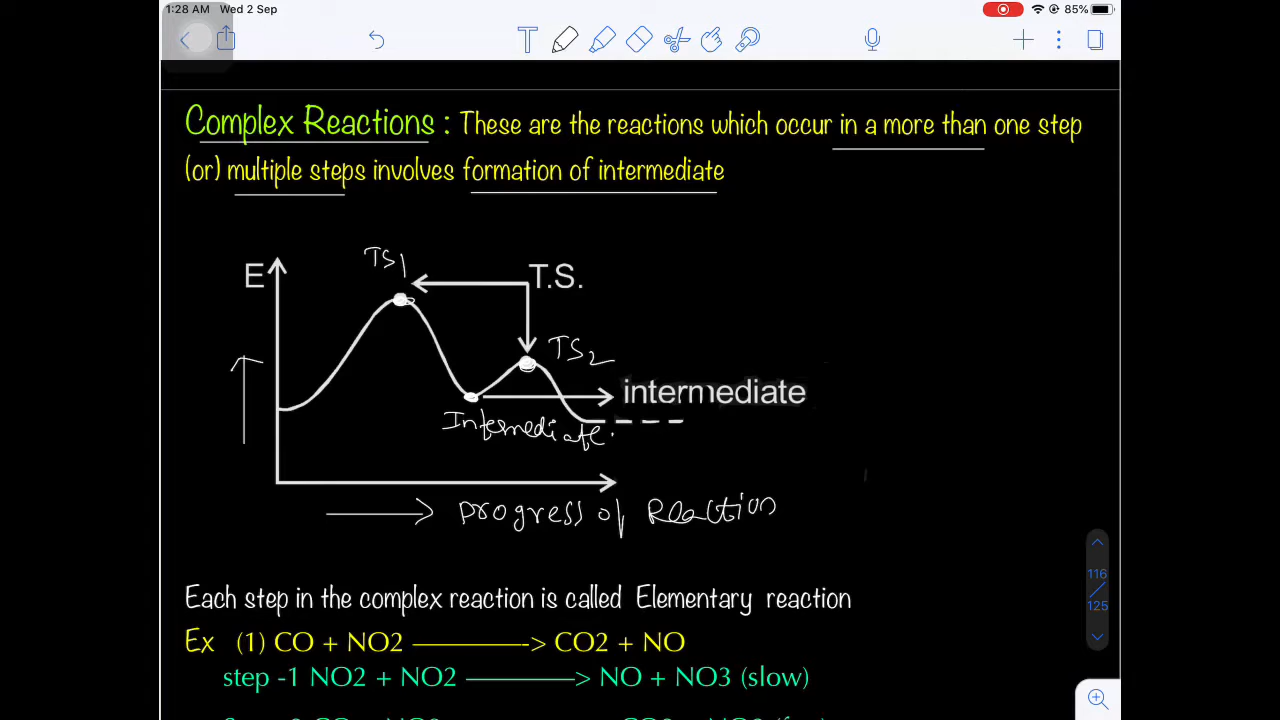 1:28 AM Wed 2 Sep
85%
Complex Reactions : These are the reactions which occur in a more than one step
(or) multiple steps involves formation of intermediate
TS1
E
T.S.
TS2
intermediate
Intermediate
Progress of Reaction
116
125
Each step in the complex reaction is called Elementary reaction
Ex (1) CO + NO2 ————-> CO2 + NO
step -1 NO2 + NO2 ————> NO + NO3 (slow)